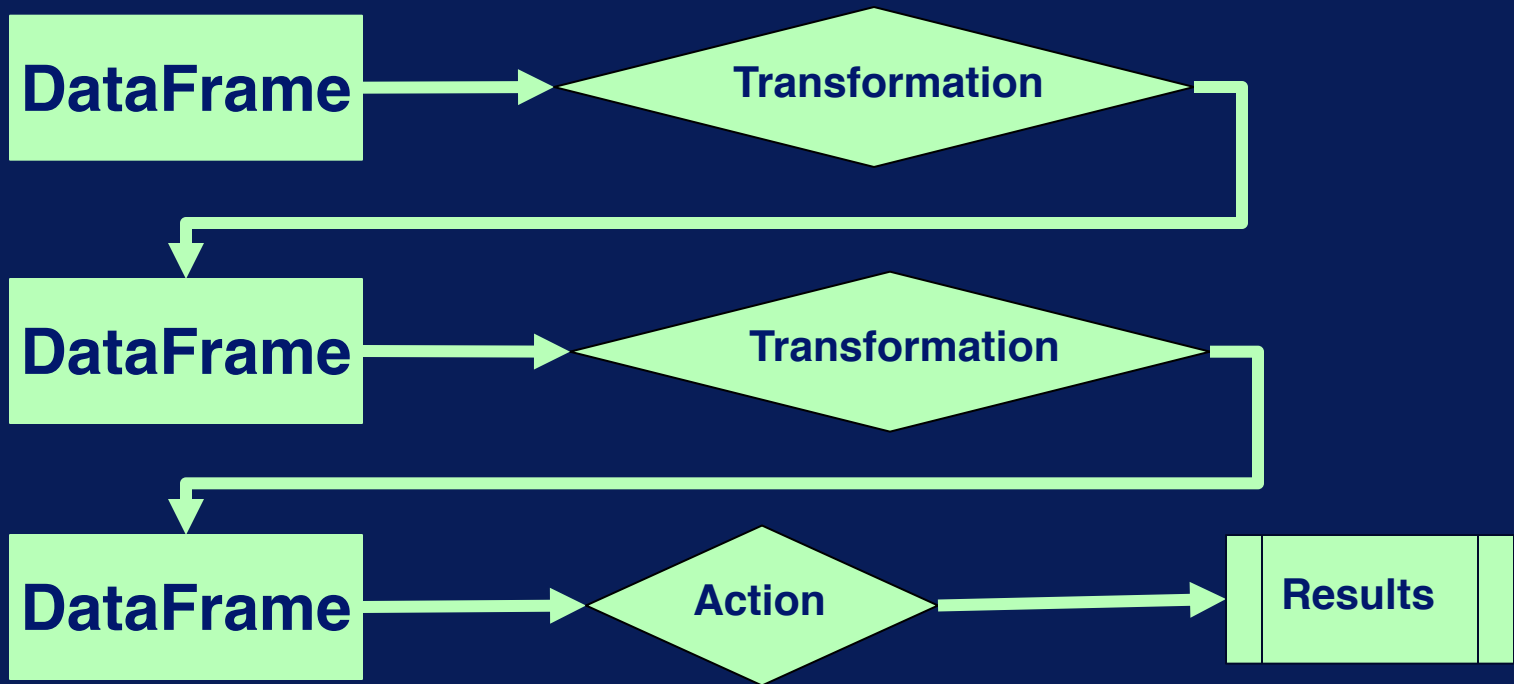 DataFrame
Transformation
DataFrame
Transformation
DataFrame
Action
Results